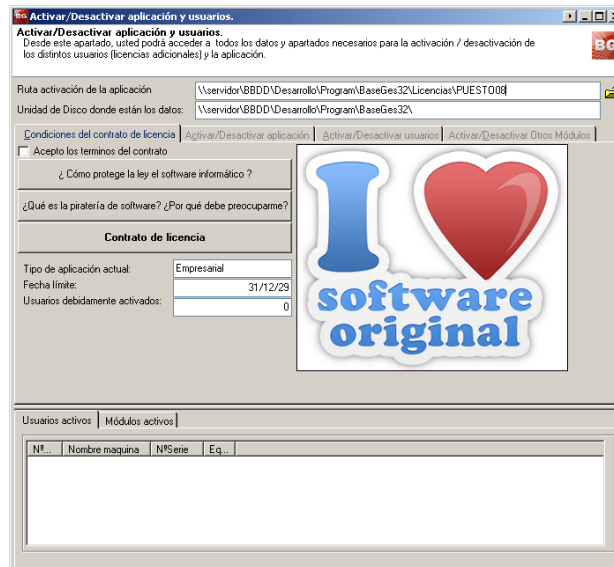 BG Activar/Desactivar aplicación y usuarios.
Activar/Desactivar aplicación y usuarios.
Desde este apartado, usted podrá acceder a todos los datos y apartados necesarios para la activación / desactivación de
los distintos usuarios (licencias adicionales) y la aplicación.
BG
Ruta activación de la aplicación
\\servidor\BBDD\Desarrollo\Program\BaseGes32\Licencias\PUESTO08
Unidad de Disco donde están los datos:
\\servidor\BBDD\Desarrollo\Program\BaseGes32\
Condiciones del contrato de licencia
Activar/Desactivar aplicación
Activar/Desactivar usuarios
Activar/Desactivar Otros Módulos
Acepto los terminos del contrato
¿ Cómo protege la ley el software informático ?
¿Qué es la piratería de software? ¿Por qué debe preocuparme?
Contrato de licencia
Tipo de aplicación actual:
Empresarial
Fecha límite:
31/12/29
Usuarios debidamente activados:
0
I
software
original
Usuarios activos
Módulos activos
Nº...
Nombre maquina
NºSerie
Eq...